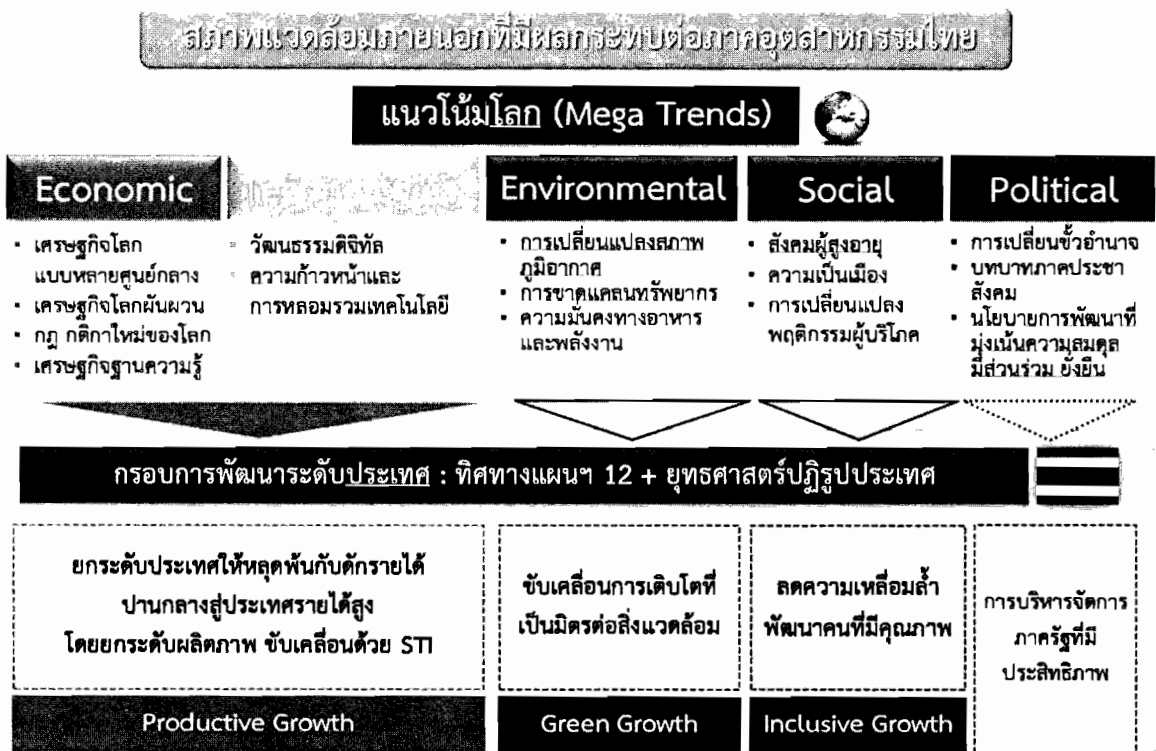 สภาพแวดล้อมภายนอกที่มีผลกระทบต่อภาคอุตสาหกรรมไทย
แนวโน้มโลก (Mega Trends)
Economic
• เศรษฐกิจโลก
แบบหลายศูนย์กลาง
• เศรษฐกิจโลกผันผวน
• กฎ กติกาใหม่ของโลก
• เศรษฐกิจฐานความรู้
• วัฒนธรรมดิจิทัล
• ความก้าวหน้าและ
การหลอมรวมเทคโนโลยี
Environmental
• การเปลี่ยนแปลงสภาพ
ภูมิอากาศ
• การขาดแคลนทรัพยากร
• ความมั่นคงทางอาหาร
และพลังงาน
Social
• สังคมผู้สูงอายุ
• ความเป็นเมือง
• การเปลี่ยนแปลง
พฤติกรรมผู้บริโภค
Political
• การเปลี่ยนขั้วอำนาจ
• บทบาทภาคประชา
สังคม
• นโยบายการพัฒนาที่
มุ่งเน้นความสมดุล
มีส่วนร่วม ยั่งยืน
กรอบการพัฒนาระดับประเทศ : ทิศทางแผนฯ 12 + ยุทธศาสตร์ปฏิรูปประเทศ
ยกระดับประเทศให้หลุดพ้นกับดักรายได้
ปานกลางสู่ประเทศรายได้สูง
โดยยกระดับผลิตภาพ ขับเคลื่อนด้วย STI
Productive Growth
ขับเคลื่อนการเติบโตที่
เป็นมิตรต่อสิ่งแวดล้อม
Green Growth
ลดความเหลื่อมล้ำ
พัฒนาคนที่มีคุณภาพ
Inclusive Growth
การบริหารจัดการ
ภาครัฐที่มี
ประสิทธิภาพ